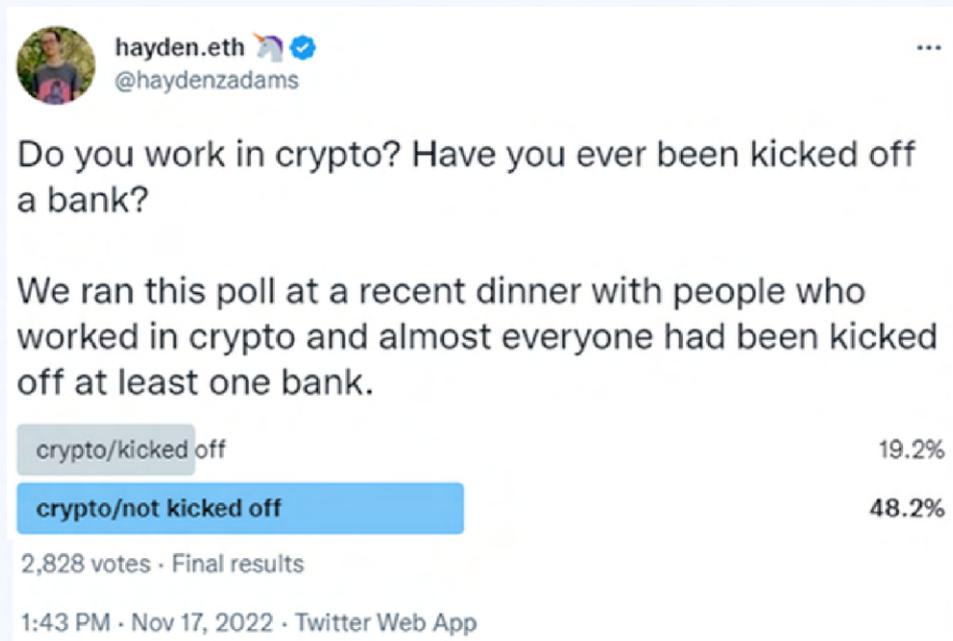 hayden.eth 🦄
@haydenzadams
Do you work in crypto? Have you ever been kicked off
a bank?
We ran this poll at a recent dinner with people who
worked in crypto and almost everyone had been kicked
off at least one bank.
crypto/kicked off 19.2%
crypto/not kicked off 48.2%
2,828 votes · Final results
1:43 PM · Nov 17, 2022 · Twitter Web App